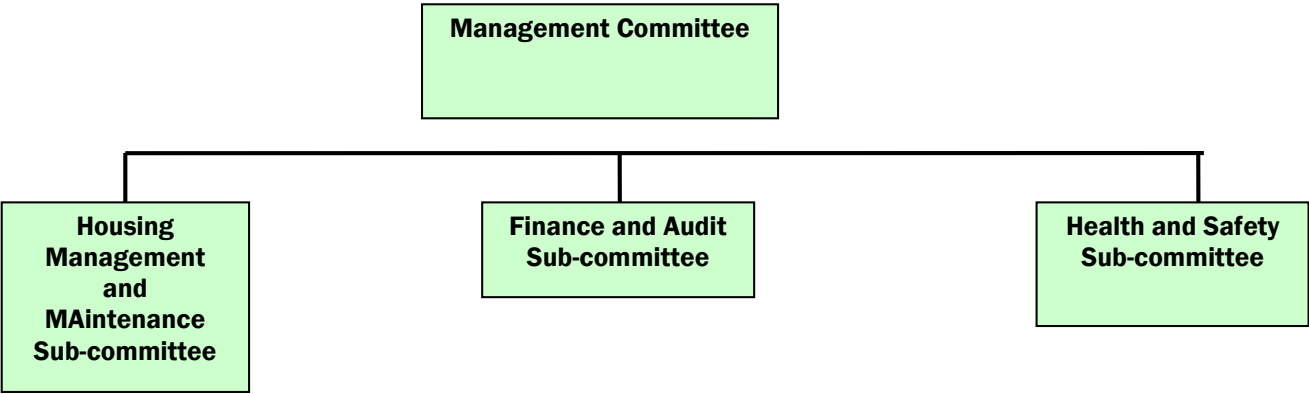 Management Committee
Housing
Management
and
MAintenance
Sub-committee
Finance and Audit
Sub-committee
Health and Safety
Sub-committee